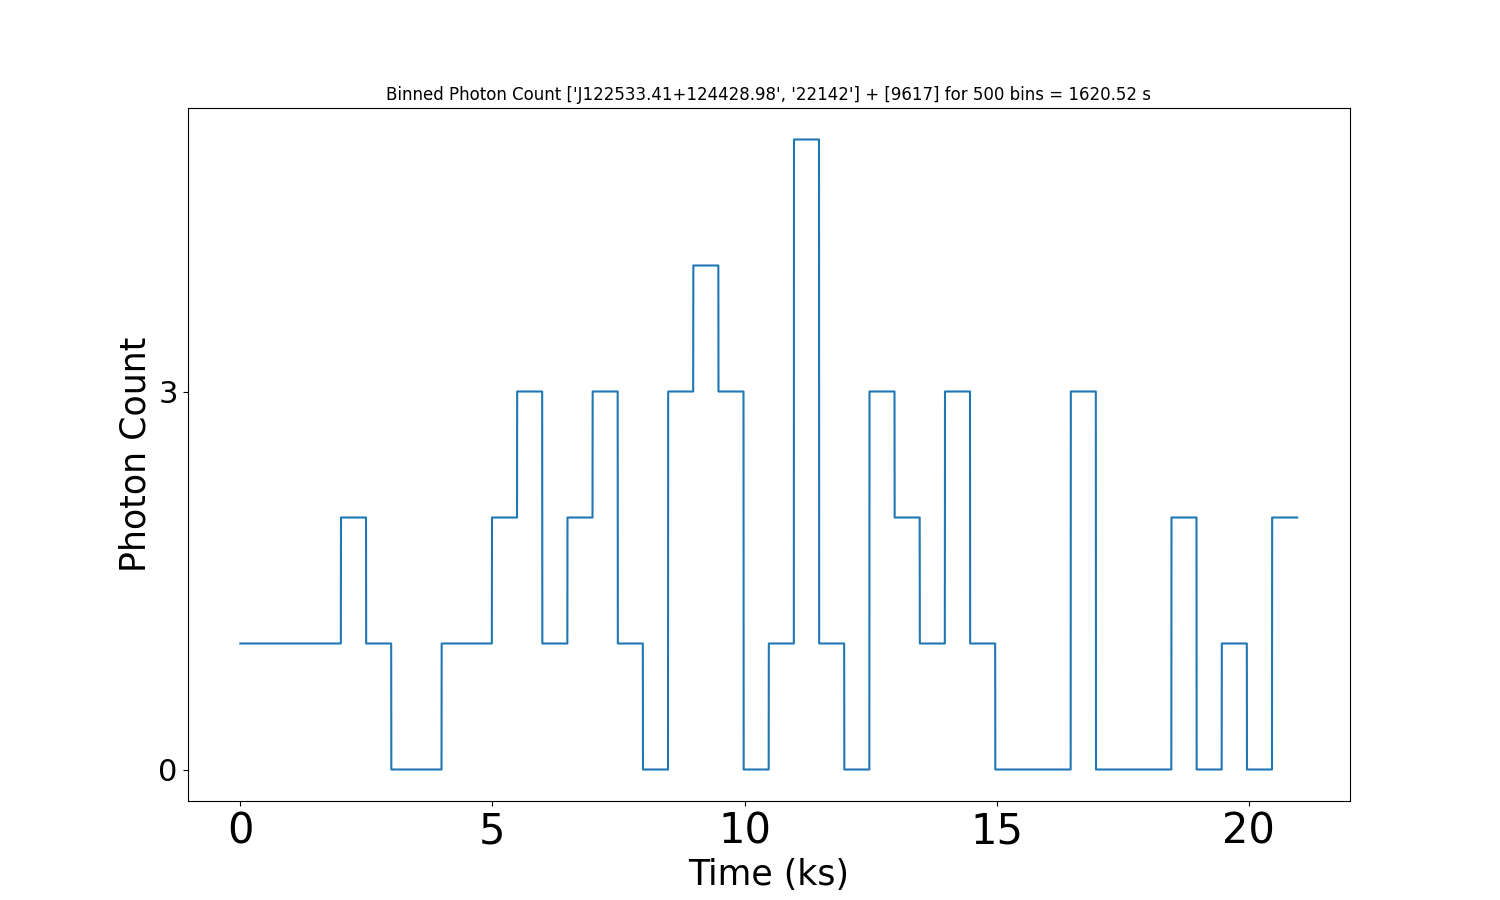 Binned Photon Count ['J122533.41+124428.98', '22142'] + [9617] for 500 bins = 1620.52 s
Photon Count
3
0
0 5 10 15 20
Time (ks)